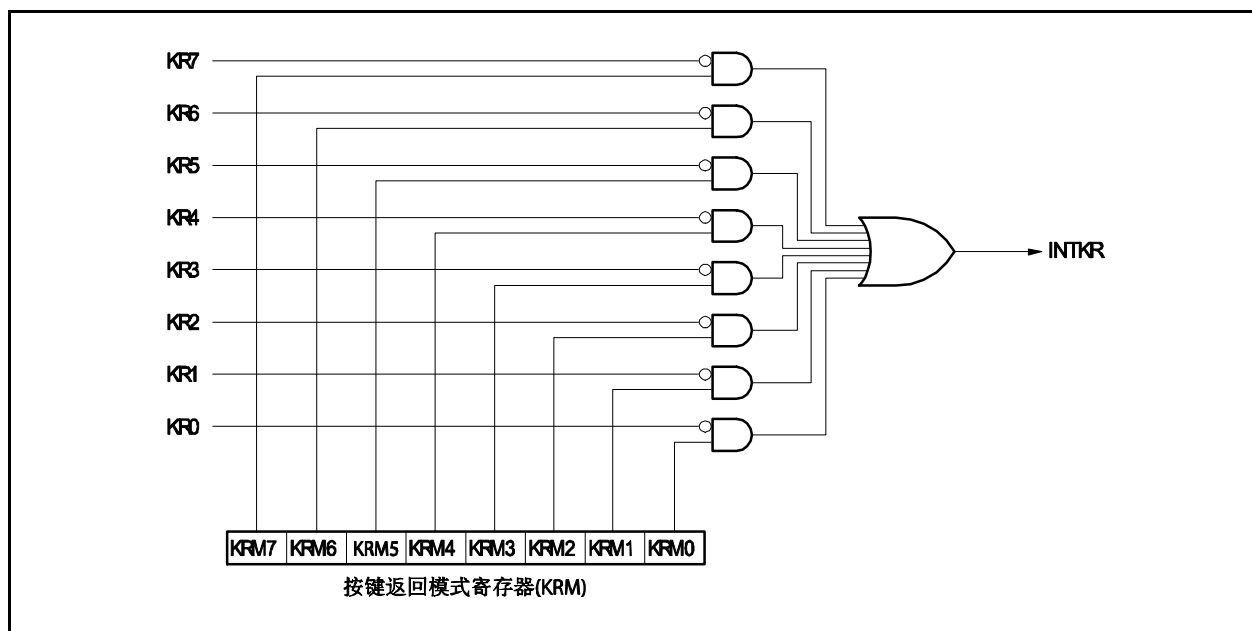 KR7
KR6
KR5
KR4
KR3
KR2
KR1
KR0
INTKR
KRM7 KRM6 KRM5 KRM4 KRM3 KRM2 KRM1 KRM0
按键返回模式寄存器(KRM)